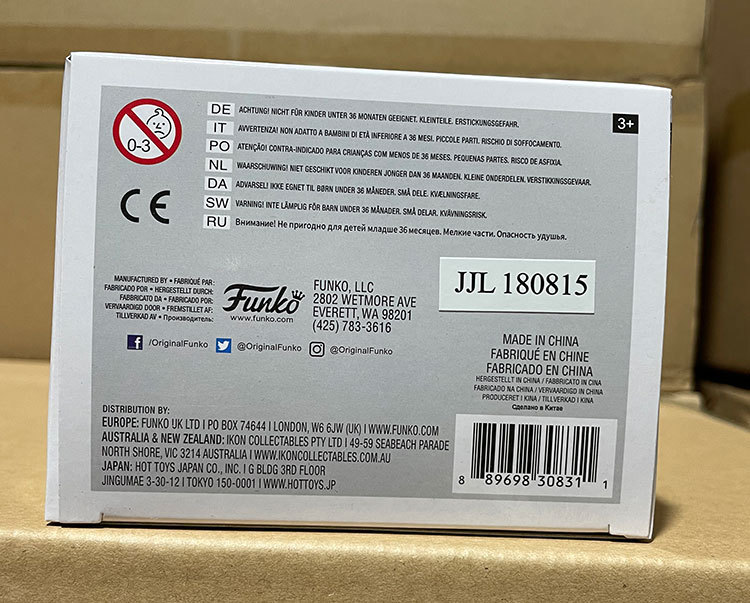 0-3
DE ACHTUNG! NICHT FÜR KINDER UNTER 36 MONATEN GEEIGNET. KLEINTEILE. ERSTICKUNGSGEFAHR.
IT AVVERTENZA! NON ADATTO A BAMBINI DI ETÀ INFERIORE A 36 MESI. PICCOLE PARTI. RISCHIO DI SOFFOCAMENTO.
PO ATENÇÃO! CONTRA-INDICADO PARA CRIANÇAS COM MENOS DE 36 MESES. PEQUENAS PARTES. RISCO DE ASFIXIA.
NL WAARSCHUWING! NIET GESCHIKT VOOR KINDEREN JONGER DAN 36 MAANDEN. KLEINE ONDERDELEN. VERSTIKKINGSGEVAAR.
DA ADVARSEL! IKKE EGNET TIL BØRN UNDER 36 MÅNEDER. SMÅ DELE. KVÆLNINGSFARE.
SW VARNING! INTE LÄMPLIG FÖR BARN UNDER 36 MÅNADER. SMÅ DELAR. KVÄVNINGSRISK.
RU Внимание! Не пригодно для детей младше 36 месяцев. Мелкие части. Опасность удушья.
3+
CE
MANUFACTURED BY • FABRIQUÉ PAR:
FABRICADO POR • HERGESTELLT DURCH:
FABBRICATO DA • FABRICADO POR:
VERVAARDIGD DOOR • FREMSTILLET AF:
TILLVERKAD AV • Производитель:
Funko
www.funko.com
FUNKO, LLC
2802 WETMORE AVE
EVERETT, WA 98201
(425) 783-3616
JJL 180815
f /OriginalFunko @OriginalFunko @OriginalFunko
MADE IN CHINA
FABRIQUÉ EN CHINE
FABRICADO EN CHINA
HERGESTELLT IN CHINA / FABBRICATO IN CINA
FABRICADO NA CHINA / VERVAARDIGD IN CHINA
PRODUCERET I KINA / TILLVERKAD I KINA
Сделано в Китае
DISTRIBUTION BY:
EUROPE: FUNKO UK LTD I PO BOX 74644 I LONDON, W6 6JW (UK) I WWW.FUNKO.COM
AUSTRALIA & NEW ZEALAND: IKON COLLECTABLES PTY LTD I 49-59 SEABEACH PARADE
NORTH SHORE, VIC 3214 AUSTRALIA I WWW.IKONCOLLECTABLES.COM.AU
JAPAN: HOT TOYS JAPAN CO., INC. I G BLDG 3RD FLOOR
JINGUMAE 3-30-12 I TOKYO 150-0001 I WWW.HOTTOYS.JP
8 89698 30831 1